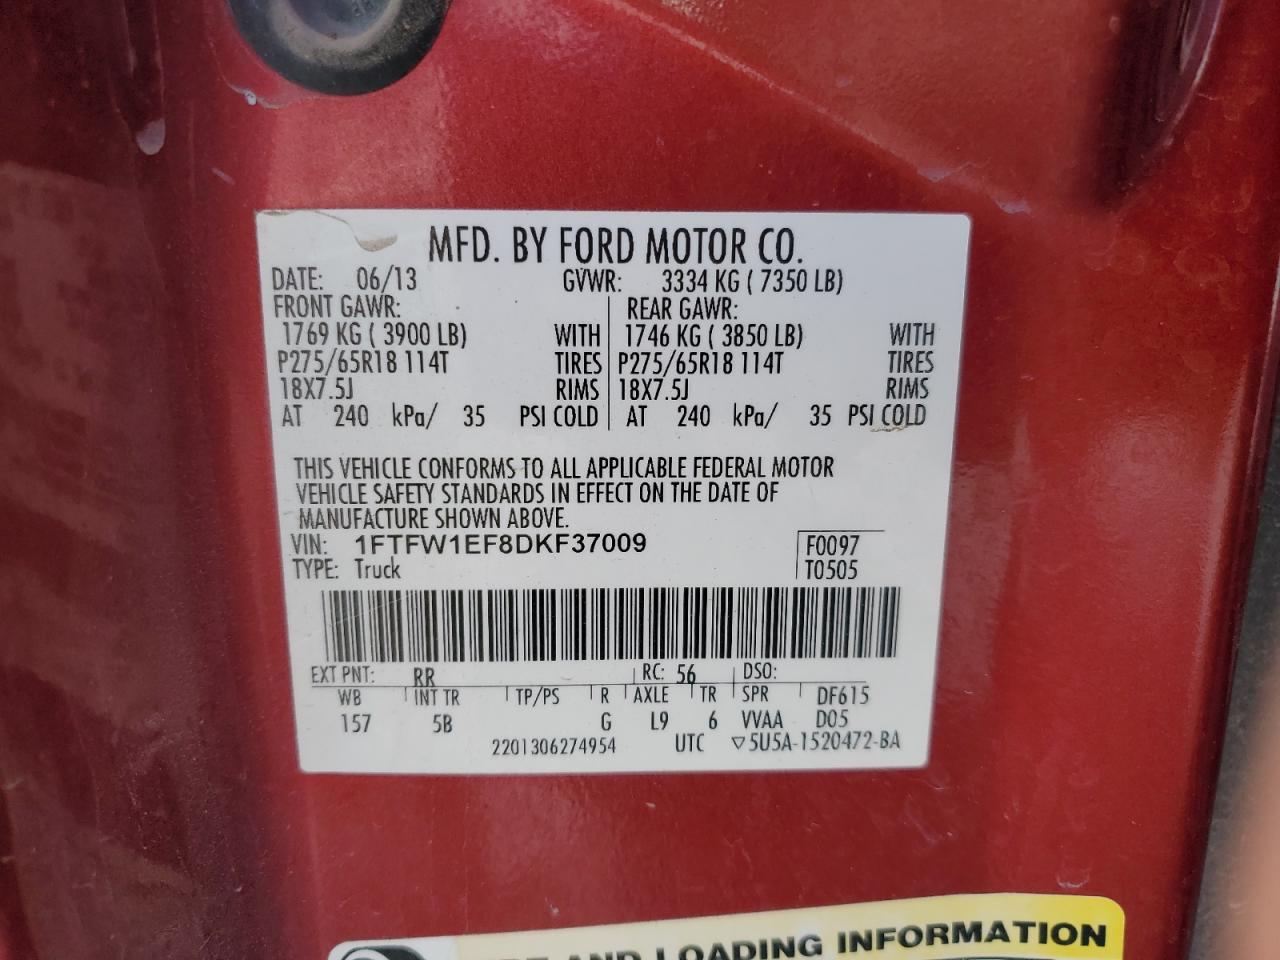 MFD. BY FORD MOTOR CO.
DATE: 06/13 GVWR: 3334 KG ( 7350 LB)
FRONT GAWR: REAR GAWR:
1769 KG ( 3900 LB) WITH 1746 KG ( 3850 LB) WITH
P275/65R18 114T TIRES P275/65R18 114T TIRES
18X7.5J RIMS 18X7.5J RIMS
AT 240 kPa/ 35 PSI COLD AT 240 kPa/ 35 PSI COLD
THIS VEHICLE CONFORMS TO ALL APPLICABLE FEDERAL MOTOR
VEHICLE SAFETY STANDARDS IN EFFECT ON THE DATE OF
MANUFACTURE SHOWN ABOVE.
VIN: 1FTFW1EF8DKF37009 F0097
TYPE: Truck T0505
EXT PNT: RR RC: 56 DSO:
WB INT TR TP/PS R AXLE TR SPR DF615
157 5B G L9 6 VVAA D05
2201306274954 UTC ▽5U5A-1520472-BA
AND LOADING INFORMATION